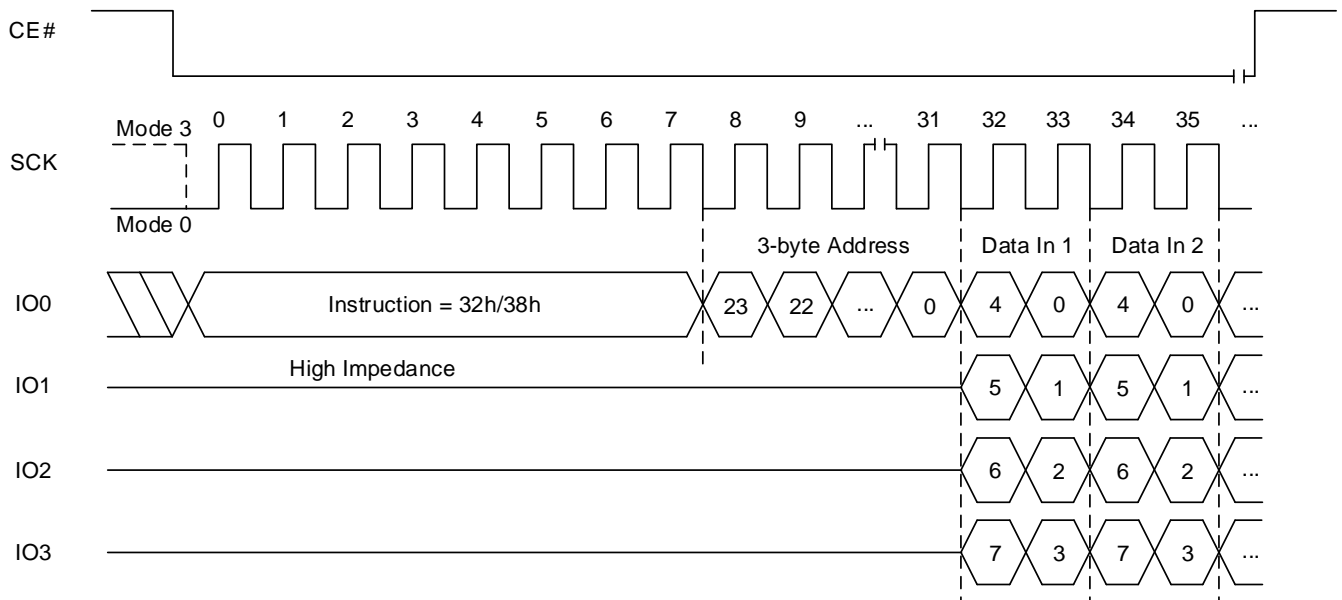 CE#
Mode 3 0 1 2 3 4 5 6 7 8 9 ... 31 32 33 34 35 ...
SCK
Mode 0
3-byte Address Data In 1 Data In 2
IO0 Instruction = 32h/38h 23 22 ... 0 4 0 4 0 ...
High Impedance
IO1 5 1 5 1 ...
IO2 6 2 6 2 ...
IO3 7 3 7 3 ...